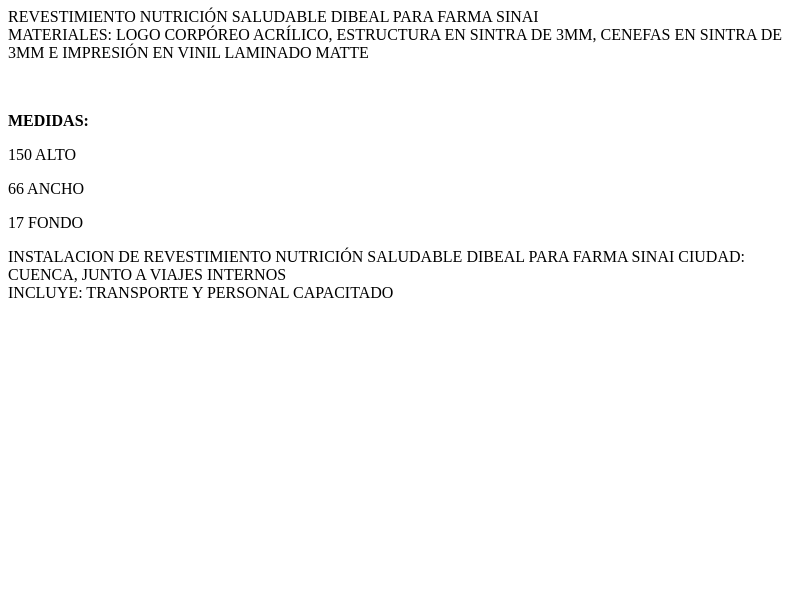 REVESTIMIENTO NUTRICIÓN SALUDABLE DIBEAL PARA FARMA SINAI
MATERIALES: LOGO CORPÓREO ACRÍLICO, ESTRUCTURA EN SINTRA DE 3MM, CENEFAS EN SINTRA DE
3MM E IMPRESIÓN EN VINIL LAMINADO MATTE
MEDIDAS:
150 ALTO
66 ANCHO
17 FONDO
INSTALACION DE REVESTIMIENTO NUTRICIÓN SALUDABLE DIBEAL PARA FARMA SINAI CIUDAD:
CUENCA, JUNTO A VIAJES INTERNOS
INCLUYE: TRANSPORTE Y PERSONAL CAPACITADO